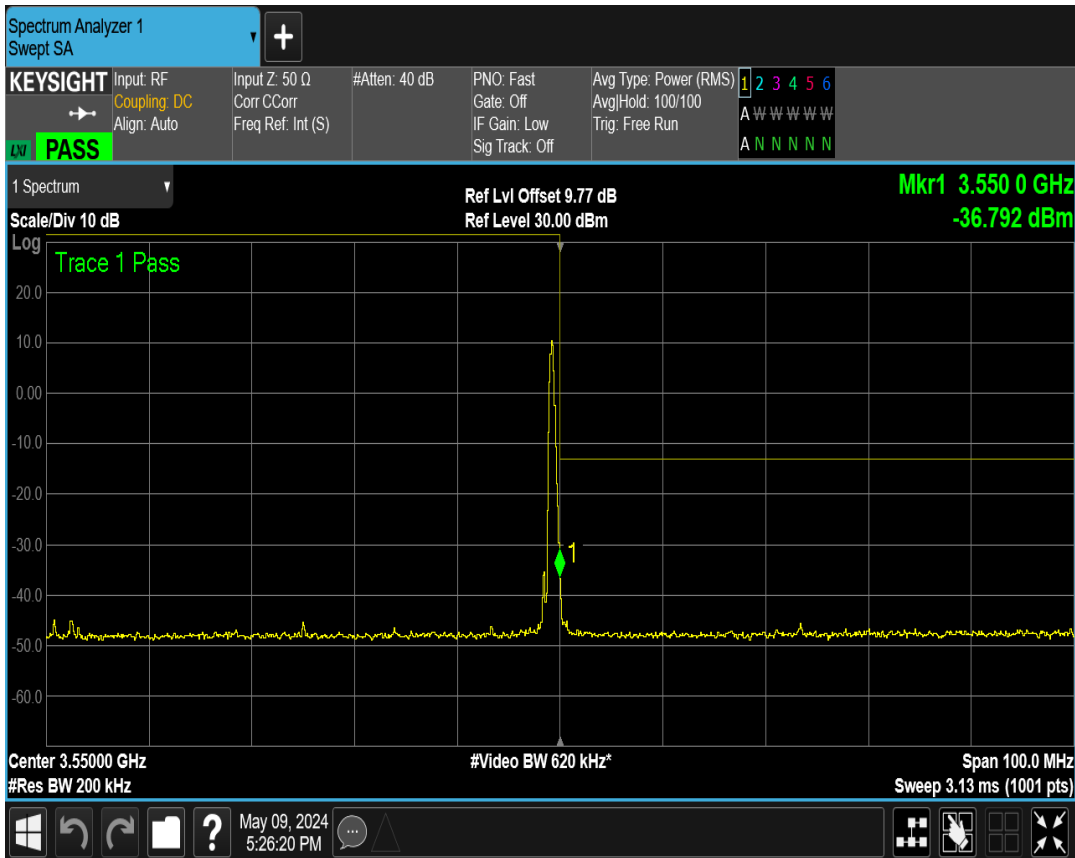 Spectrum Analyzer 1
Swept SA
+
KEYSIGHT
LXI PASS
Input: RF
Coupling: DC
Align: Auto
Input Z: 50 Ω
Corr CCorr
Freq Ref: Int (S)
#Atten: 40 dB
PNO: Fast
Gate: Off
IF Gain: Low
Sig Track: Off
Avg Type: Power (RMS)
Avg|Hold: 100/100
Trig: Free Run
1 2 3 4 5 6
A W W W W W
A N N N N N
1 Spectrum
Scale/Div 10 dB
Ref Lvl Offset 9.77 dB
Ref Level 30.00 dBm
Mkr1 3.550 0 GHz
-36.792 dBm
Log
Trace 1 Pass
20.0
10.0
0.00
-10.0
-20.0
-30.0
1
-40.0
-50.0
-60.0
Center 3.55000 GHz
#Res BW 200 kHz
#Video BW 620 kHz*
Span 100.0 MHz
Sweep 3.13 ms (1001 pts)
?
May 09, 2024
5:26:20 PM